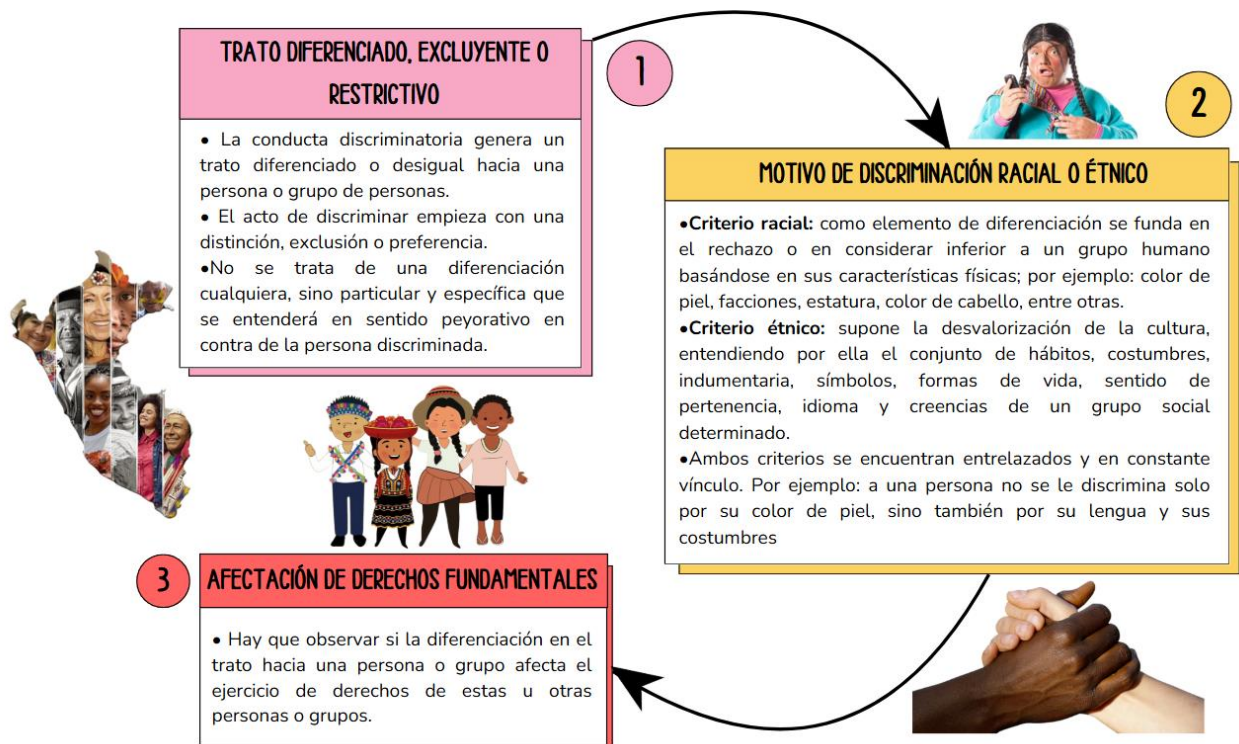 TRATO DIFERENCIADO, EXCLUYENTE O
RESTRICTIVO
1
• La conducta discriminatoria genera un
trato diferenciado o desigual hacia una
persona o grupo de personas.
• El acto de discriminar empieza con una
distinción, exclusión o preferencia.
•No se trata de una diferenciación
cualquiera, sino particular y específica que
se entenderá en sentido peyorativo en
contra de la persona discriminada.
2
MOTIVO DE DISCRIMINACIÓN RACIAL O ÉTNICO
•Criterio racial: como elemento de diferenciación se funda en
el rechazo o en considerar inferior a un grupo humano
basándose en sus características físicas; por ejemplo: color de
piel, facciones, estatura, color de cabello, entre otras.
•Criterio étnico: supone la desvalorización de la cultura,
entendiendo por ella el conjunto de hábitos, costumbres,
indumentaria, símbolos, formas de vida, sentido de
pertenencia, idioma y creencias de un grupo social
determinado.
•Ambos criterios se encuentran entrelazados y en constante
vínculo. Por ejemplo: a una persona no se le discrimina solo
por su color de piel, sino también por su lengua y sus
costumbres
3
AFECTACIÓN DE DERECHOS FUNDAMENTALES
• Hay que observar si la diferenciación en el
trato hacia una persona o grupo afecta el
ejercicio de derechos de estas u otras
personas o grupos.